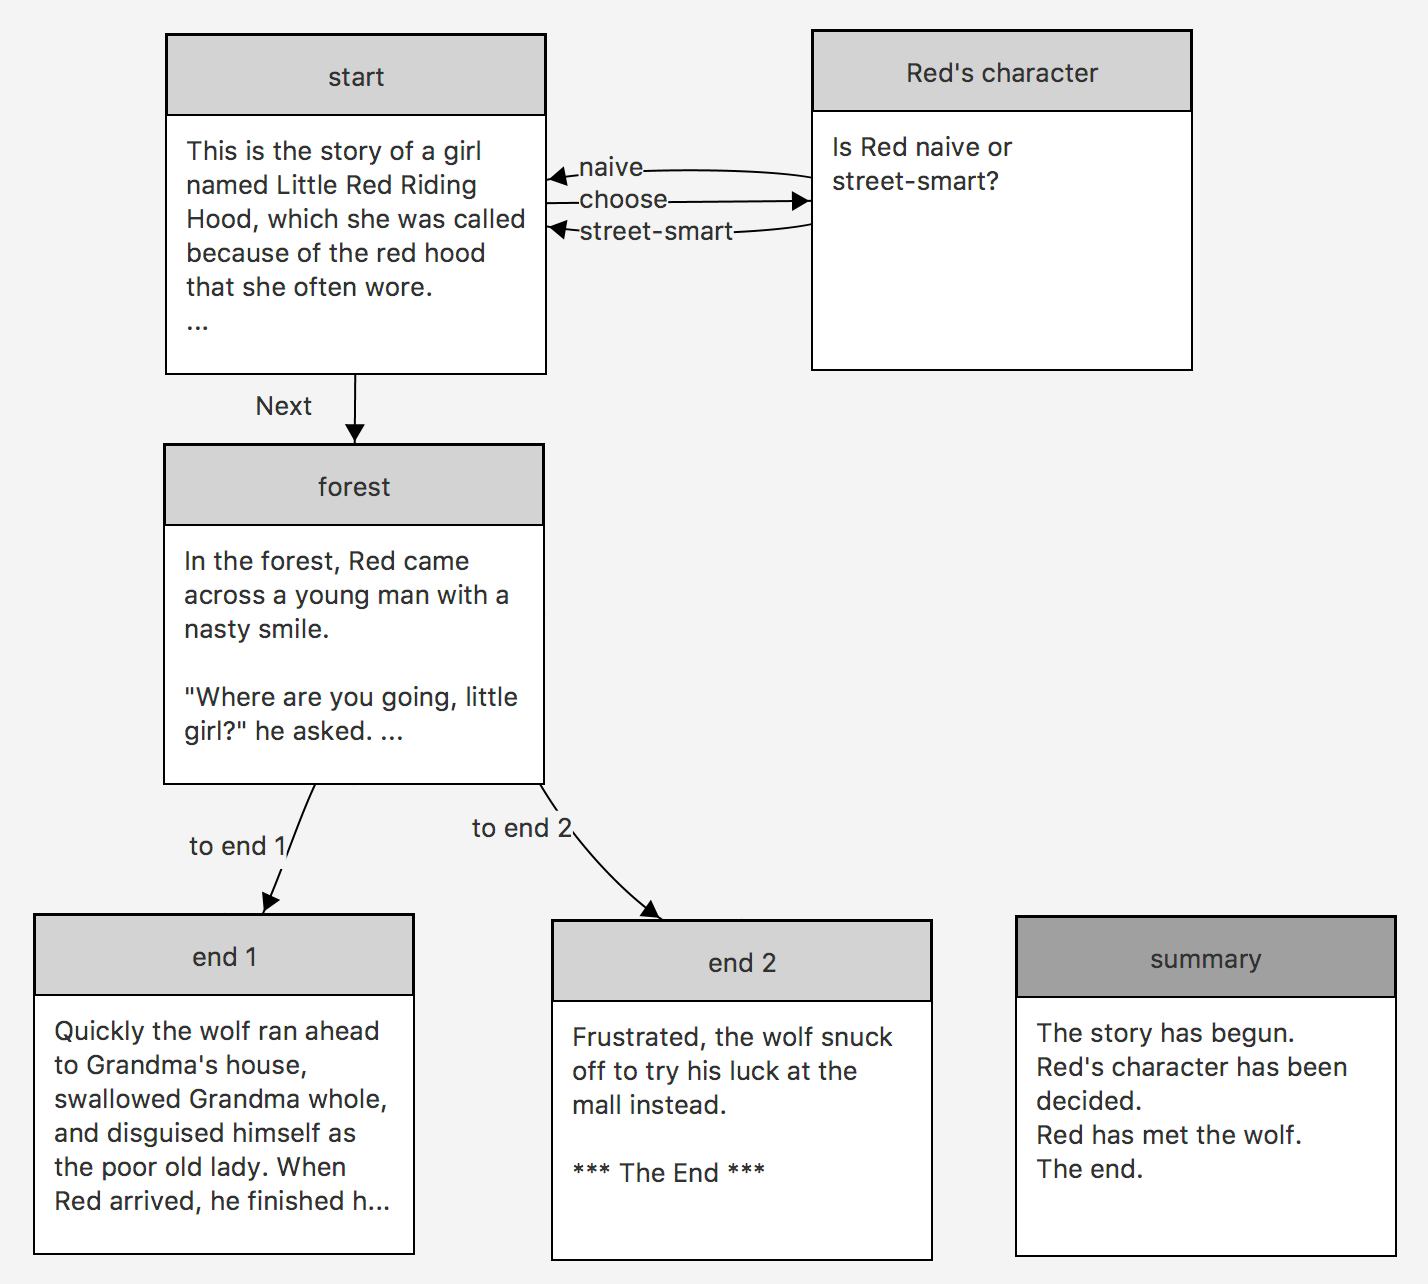 start
This is the story of a girl
named Little Red Riding
Hood, which she was called
because of the red hood
that she often wore.
...
Red's character
Is Red naive or
street-smart?
naive
choose
street-smart
Next
forest
In the forest, Red came
across a young man with a
nasty smile.
"Where are you going, little
girl?" he asked. ...
to end 1
to end 2
end 1
Quickly the wolf ran ahead
to Grandma's house,
swallowed Grandma whole,
and disguised himself as
the poor old lady. When
Red arrived, he finished h...
end 2
Frustrated, the wolf snuck
off to try his luck at the
mall instead.
*** The End ***
summary
The story has begun.
Red's character has been
decided.
Red has met the wolf.
The end.